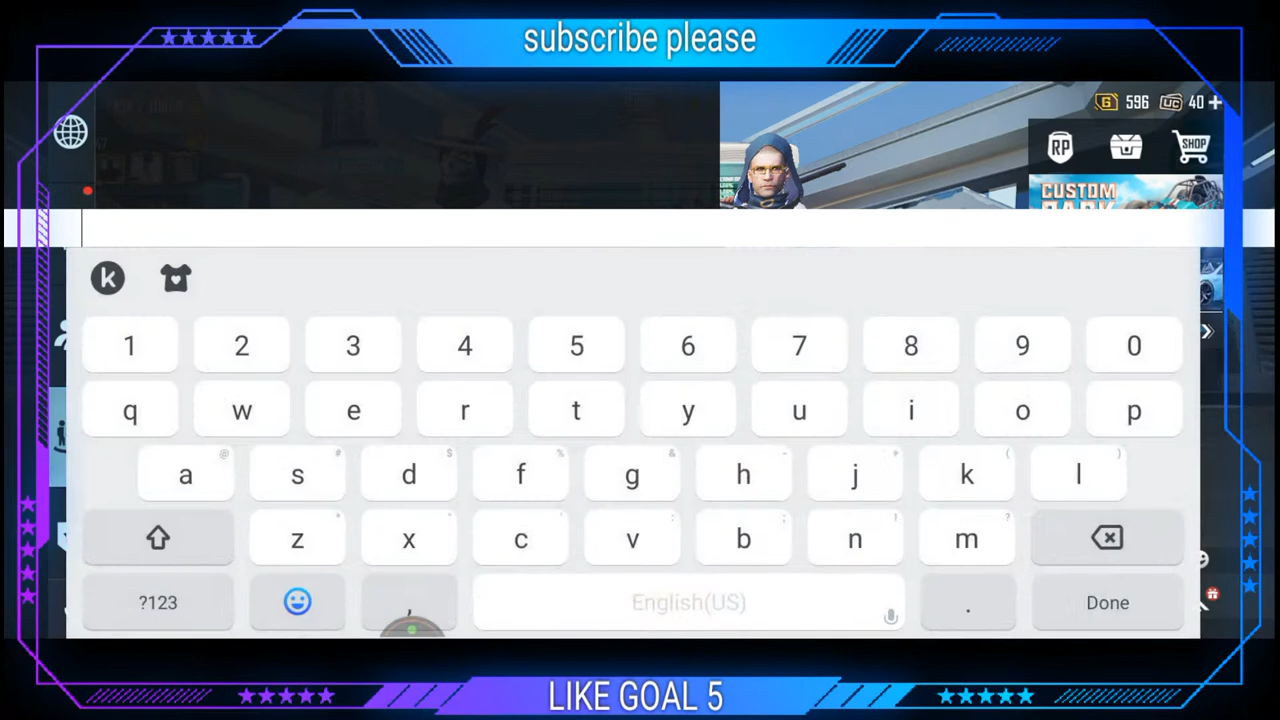 subscribe please
G 596 UC 40 +
RP SHOP
CUSTOM
k
1 2 3 4 5 6 7 8 9 0
q w e r t y u i o p
@ # $ % & - + ( )
a s d f g h j k l
* " ' : ; ! ?
z x c v b n m
?123 , English(US) . Done
LIKE GOAL 5